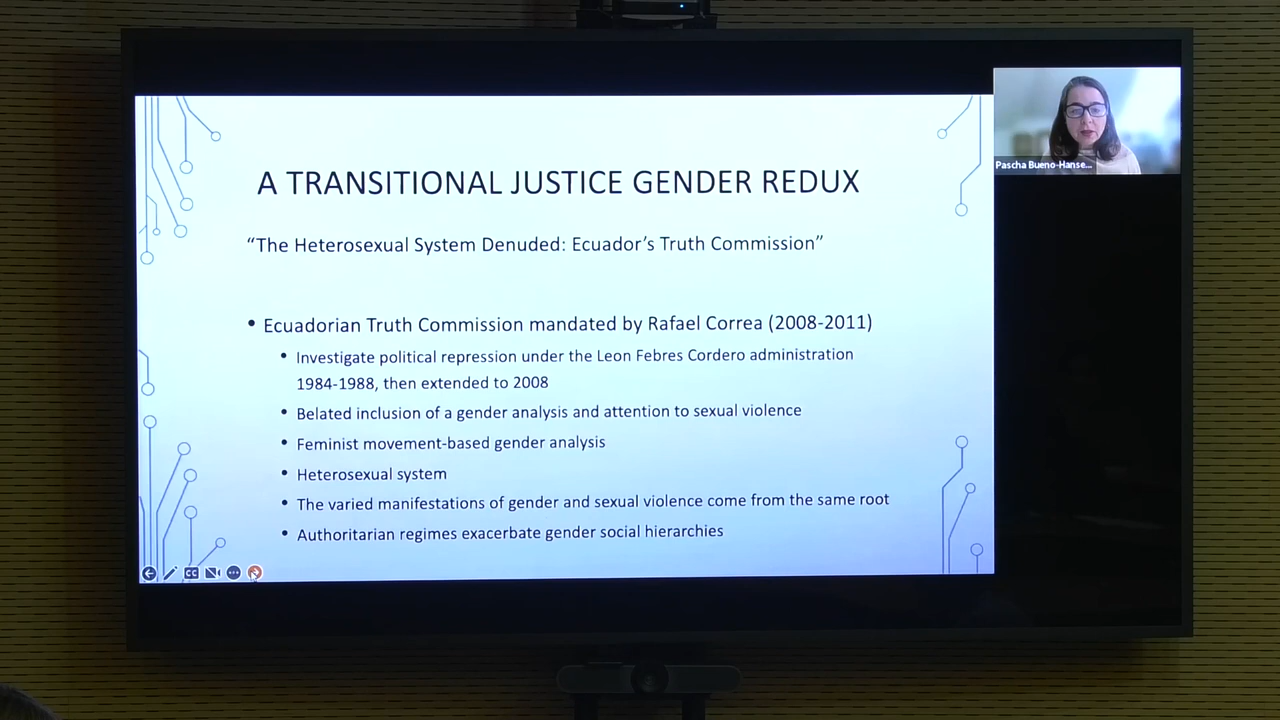 A TRANSITIONAL JUSTICE GENDER REDUX
“The Heterosexual System Denuded: Ecuador’s Truth Commission”
• Ecuadorian Truth Commission mandated by Rafael Correa (2008-2011)
• Investigate political repression under the Leon Febres Cordero administration
1984-1988, then extended to 2008
• Belated inclusion of a gender analysis and attention to sexual violence
• Feminist movement-based gender analysis
• Heterosexual system
• The varied manifestations of gender and sexual violence come from the same root
• Authoritarian regimes exacerbate gender social hierarchies
CC
Pascha Bueno-Hanse...